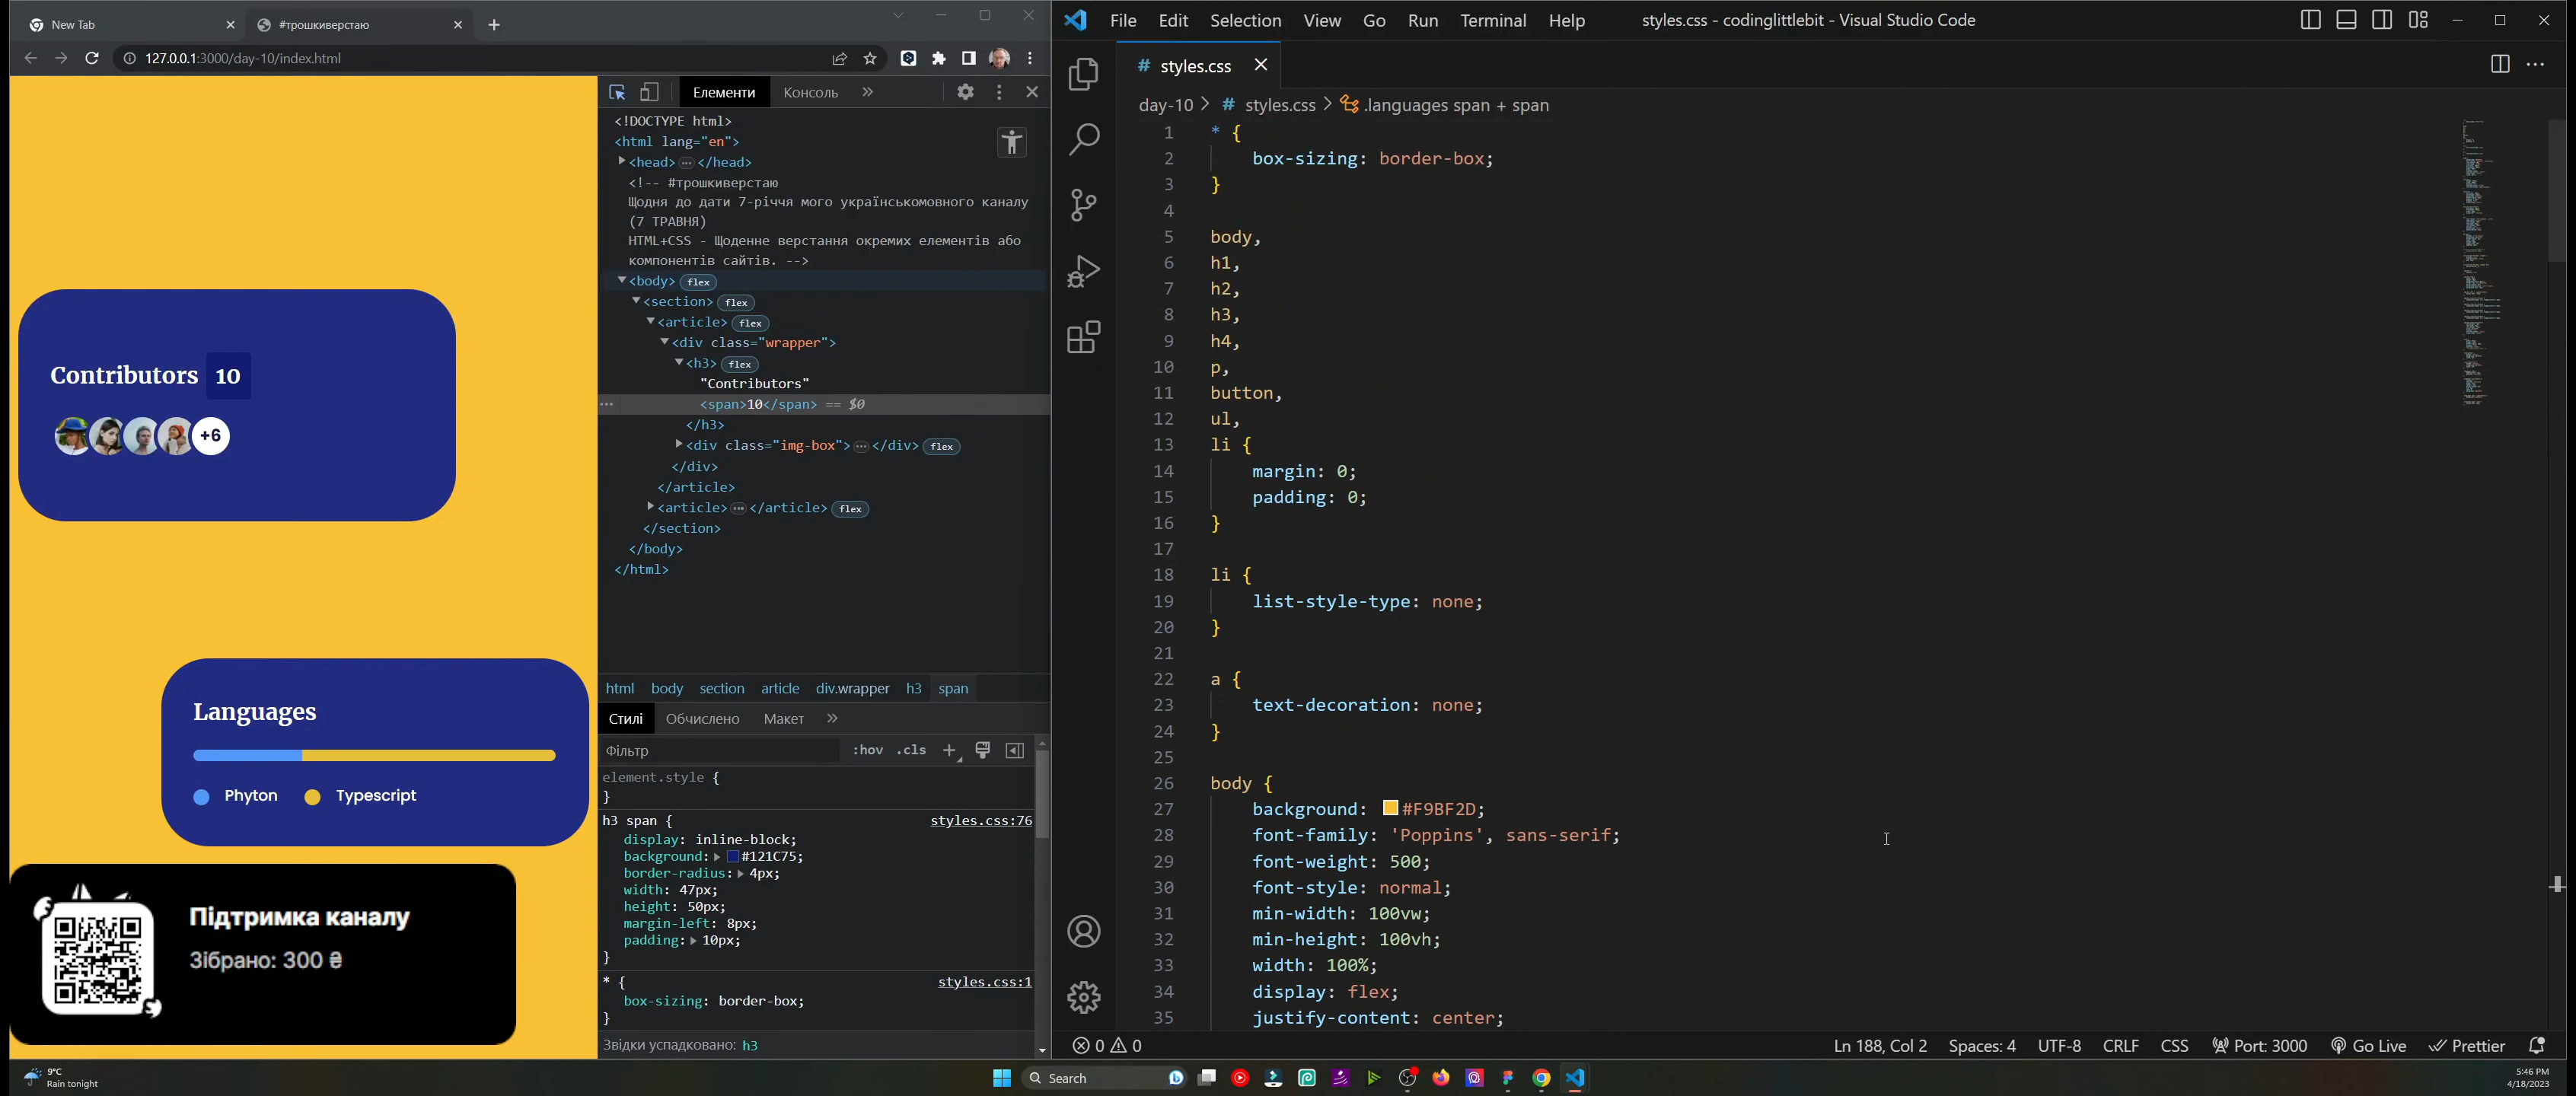 New Tab
#трошкиверстаю
127.0.0.1:3000/day-10/index.html
Contributors 10
+6
Languages
Phyton Typescript
Підтримка каналу
Зібрано: 300 ₴
Елементи Консоль
<!DOCTYPE html>
<html lang="en">
<head> ••• </head>
<!-- #трошкиверстаю
Щодня до дати 7-річчя мого українськомовного каналу
(7 ТРАВНЯ)
HTML+CSS - Щоденне верстання окремих елементів або
компонентів сайтів. -->
<body> flex
<section> flex
<article> flex
<div class="wrapper">
<h3> flex
"Contributors"
<span>10</span> == $0
</h3>
<div class="img-box"> ••• </div> flex
</div>
</article>
<article> ••• </article> flex
</section>
</body>
</html>
html body section article div.wrapper h3 span
Стилі Обчислено Макет
Фільтр :hov .cls
element.style {
}
h3 span { styles.css:76
display: inline-block;
background: #121C75;
border-radius: 4px;
width: 47px;
height: 50px;
margin-left: 8px;
padding: 10px;
}
* { styles.css:1
box-sizing: border-box;
}
Звідки успадковано: h3
File Edit Selection View Go Run Terminal Help
styles.css - codinglittlebit - Visual Studio Code
# styles.css
day-10 > # styles.css > .languages span + span
1 * {
2 box-sizing: border-box;
3 }
4
5 body,
6 h1,
7 h2,
8 h3,
9 h4,
10 p,
11 button,
12 ul,
13 li {
14 margin: 0;
15 padding: 0;
16 }
17
18 li {
19 list-style-type: none;
20 }
21
22 a {
23 text-decoration: none;
24 }
25
26 body {
27 background: #F9BF2D;
28 font-family: 'Poppins', sans-serif;
29 font-weight: 500;
30 font-style: normal;
31 min-width: 100vw;
32 min-height: 100vh;
33 width: 100%;
34 display: flex;
35 justify-content: center;
0 0
Ln 188, Col 2 Spaces: 4 UTF-8 CRLF CSS Port: 3000 Go Live Prettier
9°C
Rain tonight
Search
5:46 PM
4/18/2023